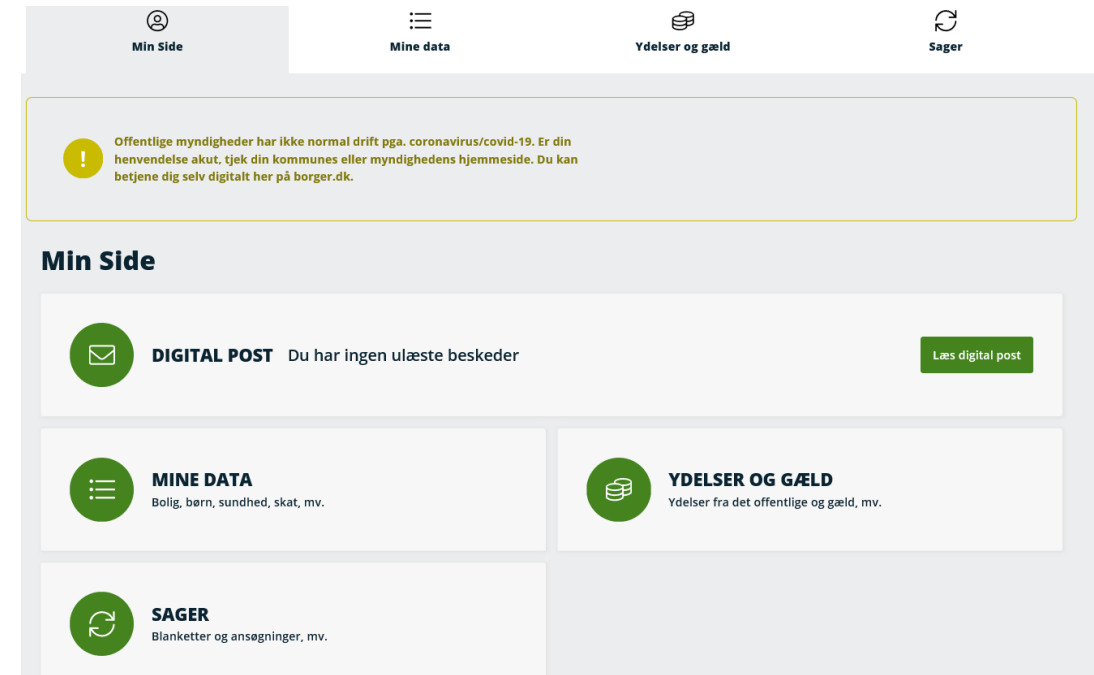 Min Side
Mine data
Ydelser og gæld
Sager
!
Offentlige myndigheder har ikke normal drift pga. coronavirus/covid-19. Er din
henvendelse akut, tjek din kommunes eller myndighedens hjemmeside. Du kan
betjene dig selv digitalt her på borger.dk.
Min Side
DIGITAL POST Du har ingen ulæste beskeder
Læs digital post
MINE DATA
Bolig, børn, sundhed, skat, mv.
YDELSER OG GÆLD
Ydelser fra det offentlige og gæld, mv.
SAGER
Blanketter og ansøgninger, mv.